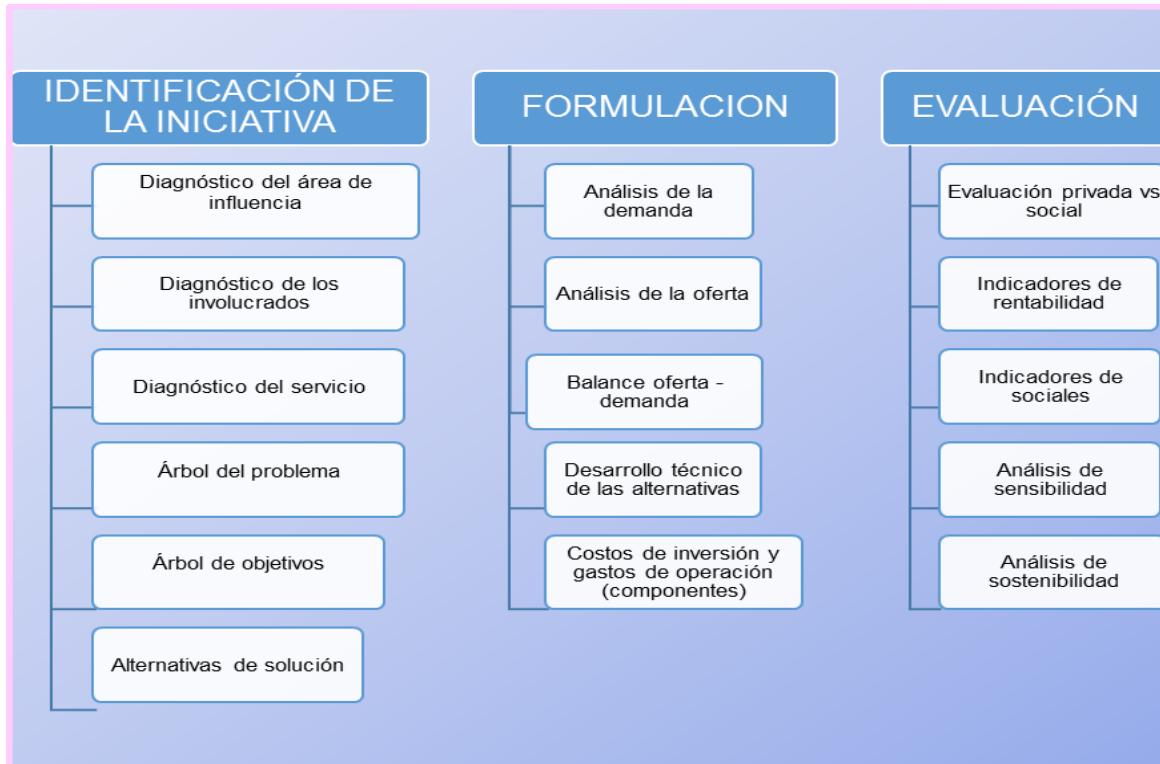 IDENTIFICACIÓN DE
LA INICIATIVA
Diagnóstico del área de
influencia
Diagnóstico de los
involucrados
Diagnóstico del servicio
Árbol del problema
Árbol de objetivos
Alternativas de solución
FORMULACION
Análisis de la
demanda
Análisis de la oferta
Balance oferta -
demanda
Desarrollo técnico
de las alternativas
Costos de inversión y
gastos de operación
(componentes)
EVALUACIÓN
Evaluación privada vs
social
Indicadores de
rentabilidad
Indicadores de
sociales
Análisis de
sensibilidad
Análisis de
sostenibilidad